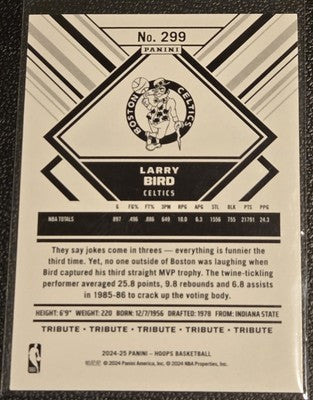 No. 299
PANINI
BOSTON CELTICS
LARRY
BIRD
CELTICS
G FG% FT% 3PM RPG APG STL BLK PTS PPG
NBA TOTALS 897 .496 .886 649 10.0 6.3 1556 755 21791 24.3
They say jokes come in threes — everything is funnier the
third time. Yet, no one outside of Boston was laughing when
Bird captured his third straight MVP trophy. The twine-tickling
performer averaged 25.8 points, 9.8 rebounds and 6.8 assists
in 1985-86 to crack up the voting body.
HEIGHT: 6'9" WEIGHT: 220 BORN: 12/7/1956 DRAFTED: 1978 FROM: INDIANA STATE
TRIBUTE • TRIBUTE • TRIBUTE • TRIBUTE • TRIBUTE
2024-25 PANINI – HOOPS BASKETBALL
© 2024 Panini America, Inc. © 2024 NBA Properties, Inc.